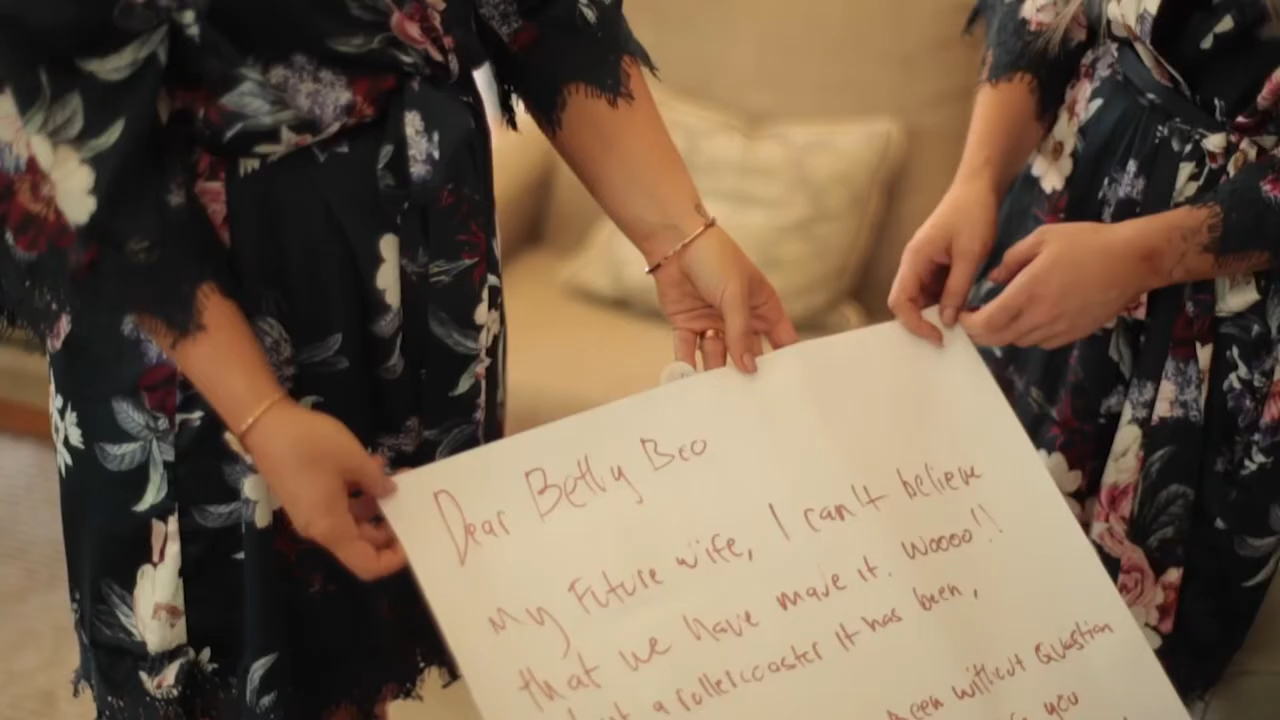 Dear Betty Boo
My Future wife, I can't believe
that we have made it. Woooo!!
a rollercoaster it has been,
been without Question
you